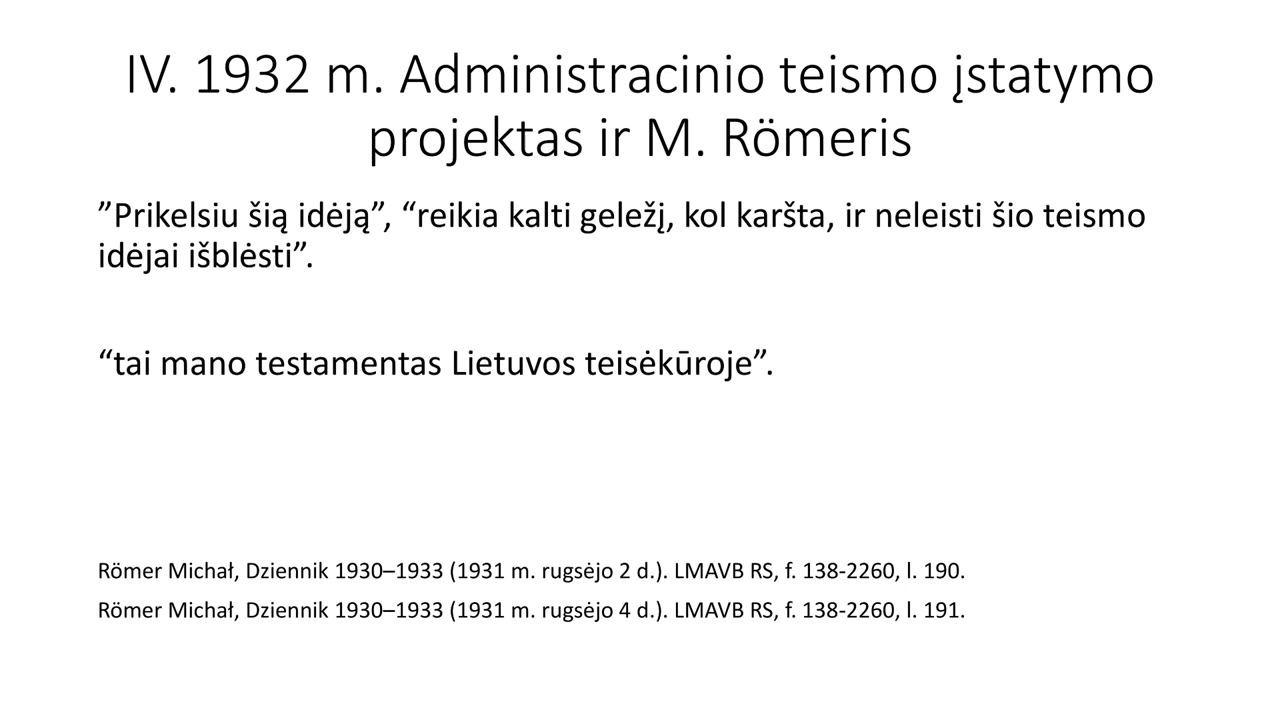 IV. 1932 m. Administracinio teismo įstatymo
projektas ir M. Römeris
”Prikelsiu šią idėją”, “reikia kalti geležį, kol karšta, ir neleisti šio teismo
idėjai išblėsti”.
“tai mano testamentas Lietuvos teisėkūroje”.
Römer Michał, Dziennik 1930–1933 (1931 m. rugsėjo 2 d.). LMAVB RS, f. 138-2260, l. 190.
Römer Michał, Dziennik 1930–1933 (1931 m. rugsėjo 4 d.). LMAVB RS, f. 138-2260, l. 191.